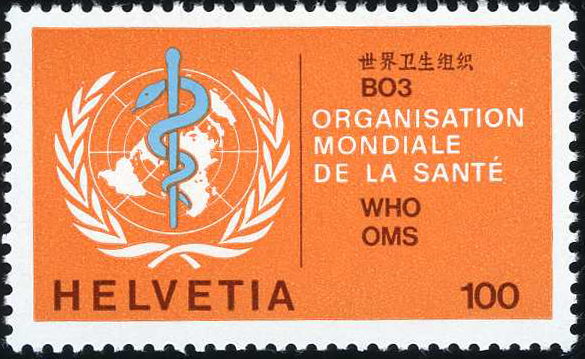 世界卫生组织
ВОЗ
ORGANISATION
MONDIALE
DE LA SANTÉ
WHO
OMS
HELVETIA
100